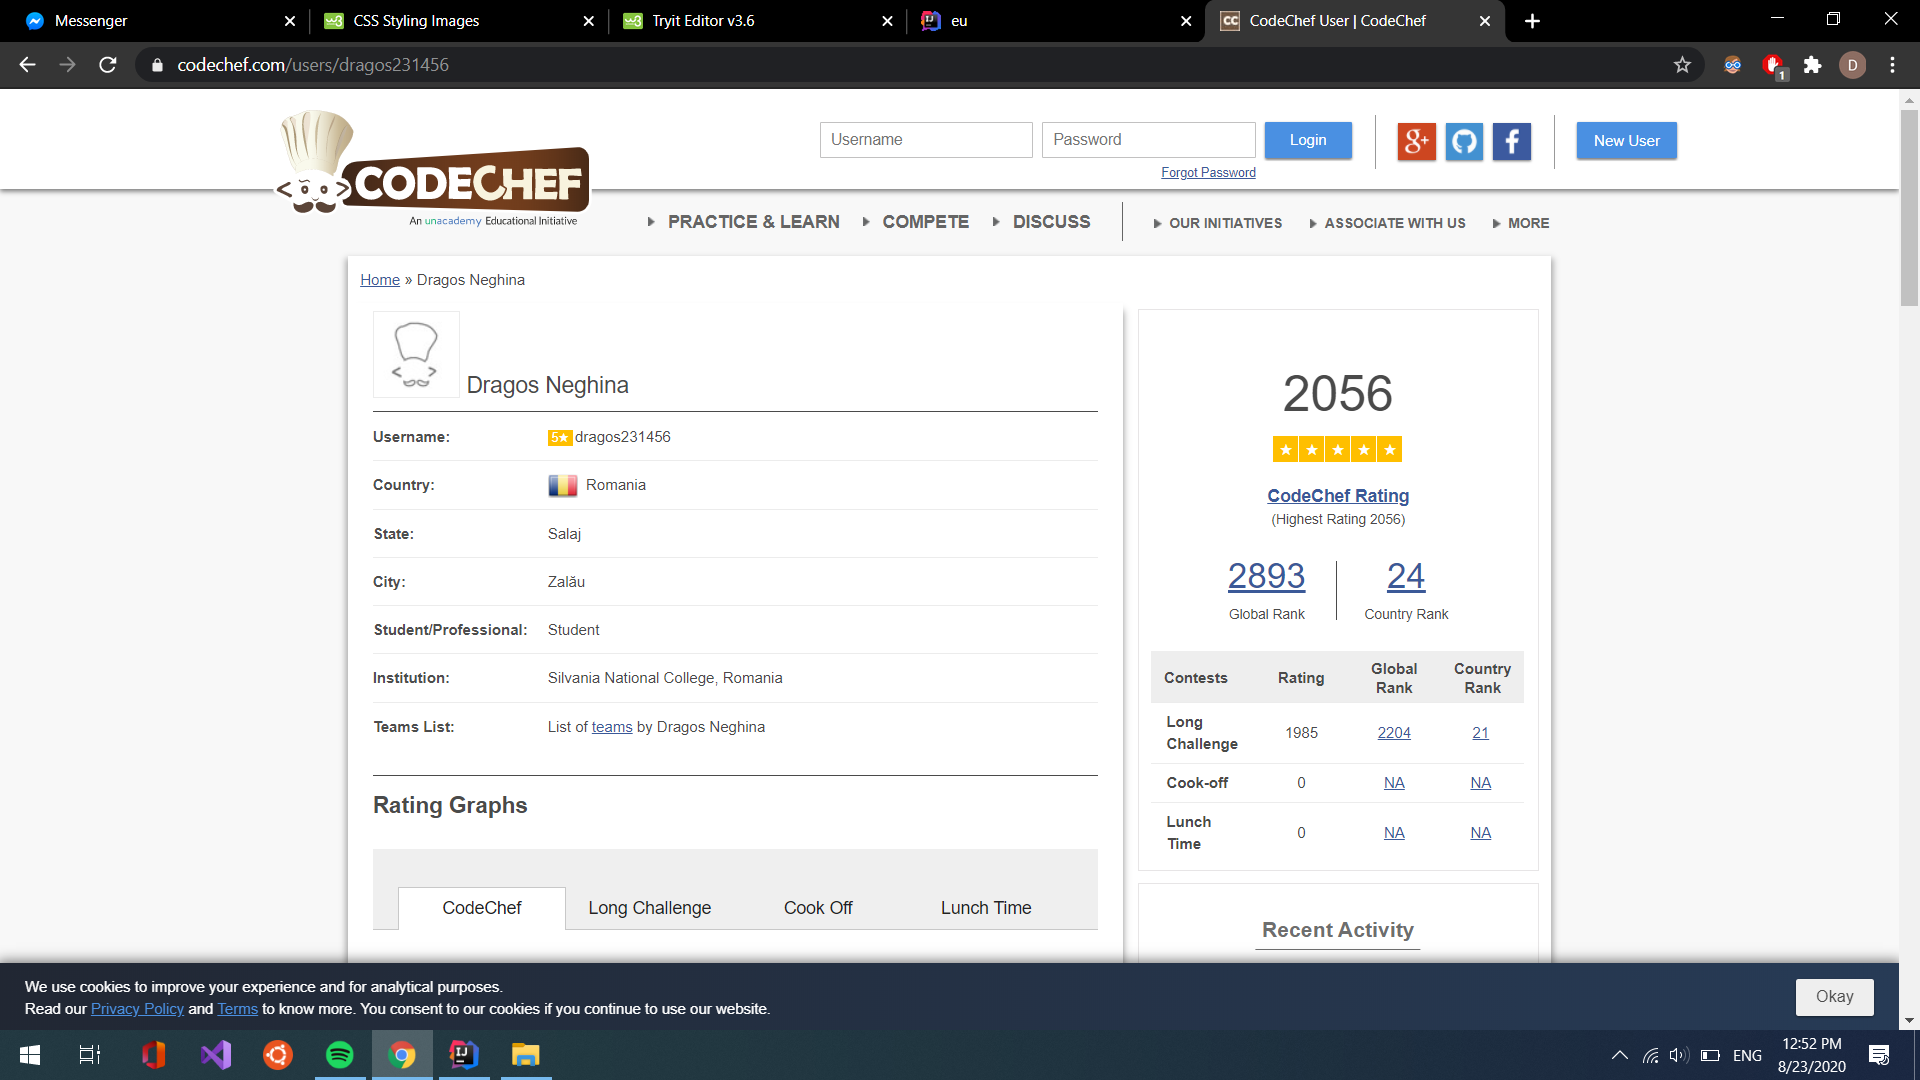 Messenger
CSS Styling Images
Tryit Editor v3.6
eu
CC CodeChef User | CodeChef
codechef.com/users/dragos231456
1
D
CODECHEF
An unacademy Educational Initiative
Username
Password
Login
Forgot Password
g+
f
New User
PRACTICE & LEARN
COMPETE
DISCUSS
OUR INITIATIVES
ASSOCIATE WITH US
MORE
Home » Dragos Neghina
Dragos Neghina
Username: 5★ dragos231456
Country: Romania
State: Salaj
City: Zalău
Student/Professional: Student
Institution: Silvania National College, Romania
Teams List: List of teams by Dragos Neghina
Rating Graphs
CodeChef
Long Challenge
Cook Off
Lunch Time
2056
★★★★★
CodeChef Rating
(Highest Rating 2056)
2893
Global Rank
24
Country Rank
Contests Rating Global Rank Country Rank
Long Challenge 1985 2204 21
Cook-off 0 NA NA
Lunch Time 0 NA NA
Recent Activity
We use cookies to improve your experience and for analytical purposes.
Read our Privacy Policy and Terms to know more. You consent to our cookies if you continue to use our website.
Okay
ENG
12:52 PM
8/23/2020